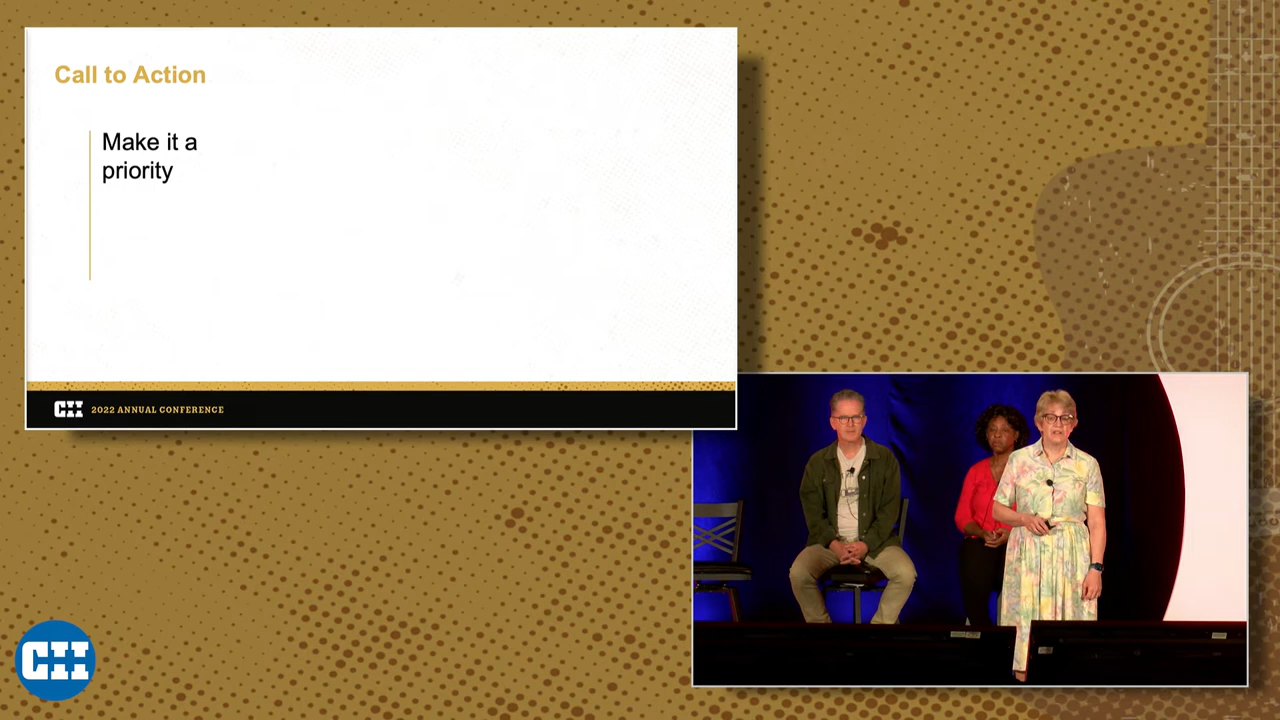 Call to Action
Make it a
priority
CII 2022 ANNUAL CONFERENCE
CII